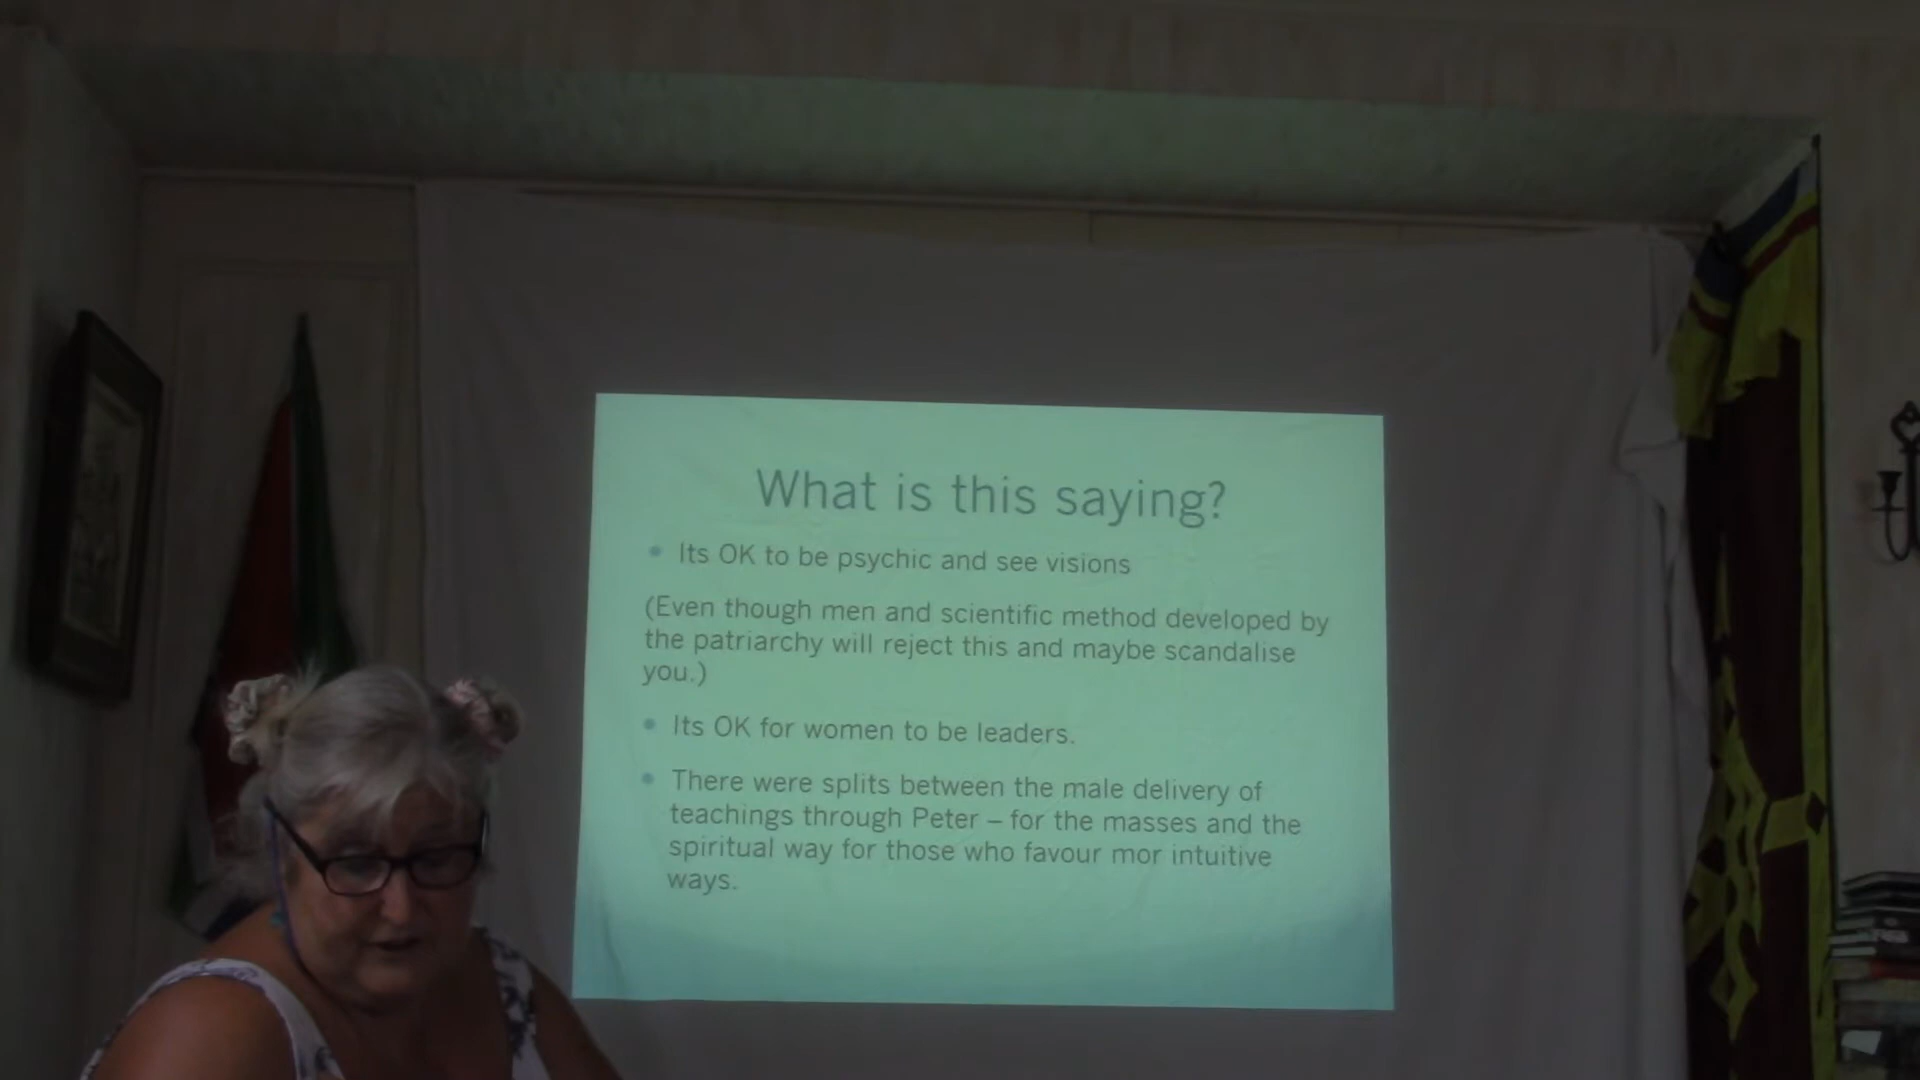 What is this saying?
• Its OK to be psychic and see visions
(Even though men and scientific method developed by
the patriarchy will reject this and maybe scandalise
you.)
• Its OK for women to be leaders.
• There were splits between the male delivery of
teachings through Peter – for the masses and the
spiritual way for those who favour mor intuitive
ways.